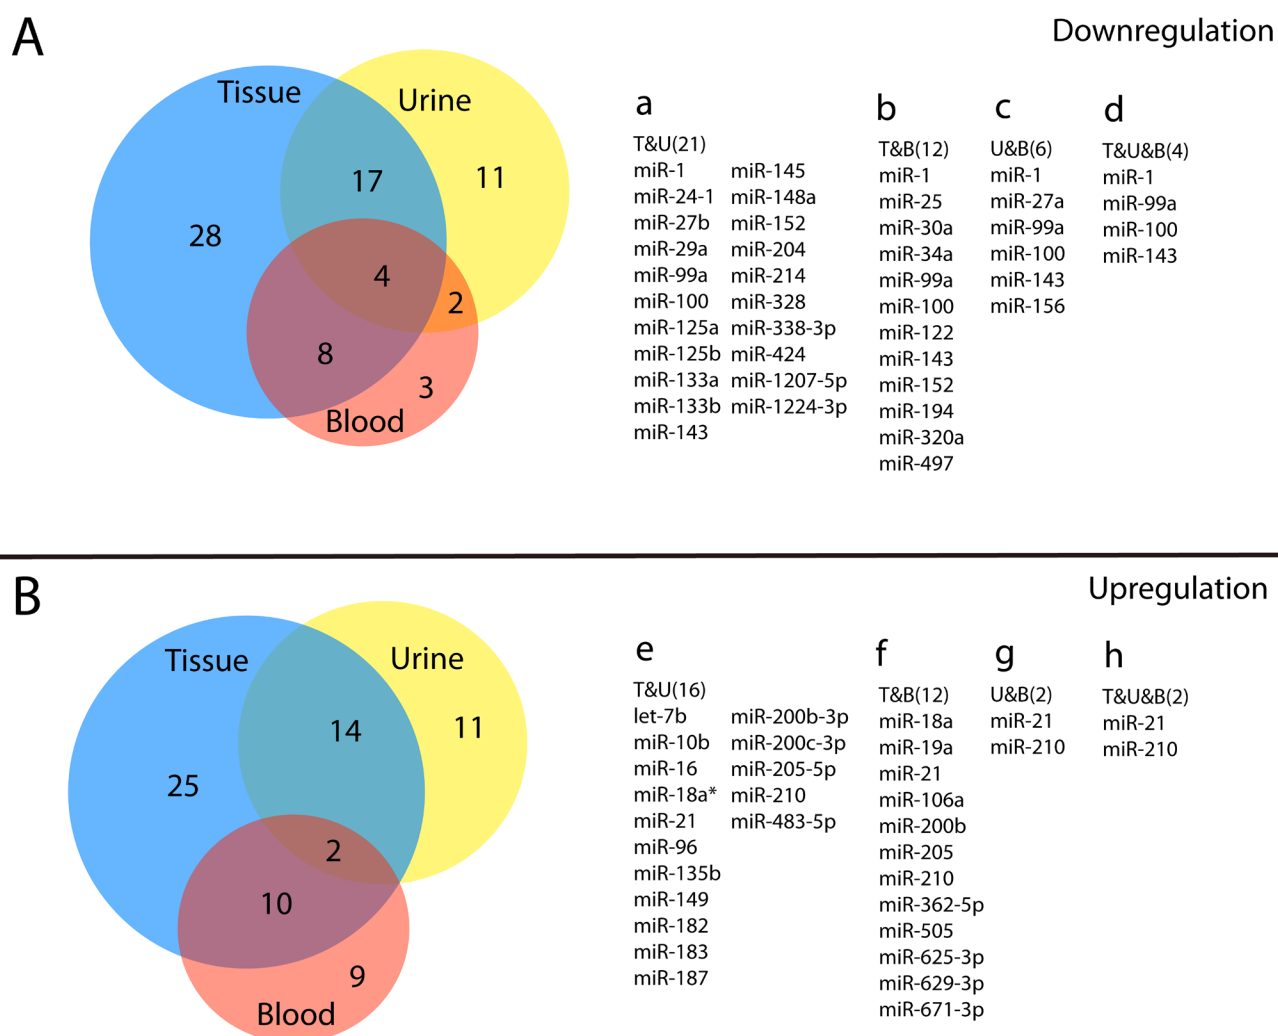 A
Downregulation
Tissue
Urine
17
11
28
4
2
8
3
Blood
a
T&U(21)
miR-1
miR-24-1
miR-27b
miR-29a
miR-99a
miR-100
miR-125a
miR-125b
miR-133a
miR-133b
miR-143
miR-145
miR-148a
miR-152
miR-204
miR-214
miR-328
miR-338-3p
miR-424
miR-1207-5p
miR-1224-3p
b
T&B(12)
miR-1
miR-25
miR-30a
miR-34a
miR-99a
miR-100
miR-122
miR-143
miR-152
miR-194
miR-320a
miR-497
c
U&B(6)
miR-1
miR-27a
miR-99a
miR-100
miR-143
miR-156
d
T&U&B(4)
miR-1
miR-99a
miR-100
miR-143
B
Upregulation
Tissue
Urine
14
11
25
2
10
9
Blood
e
T&U(16)
let-7b
miR-10b
miR-16
miR-18a*
miR-21
miR-96
miR-135b
miR-149
miR-182
miR-183
miR-187
miR-200b-3p
miR-200c-3p
miR-205-5p
miR-210
miR-483-5p
f
T&B(12)
miR-18a
miR-19a
miR-21
miR-106a
miR-200b
miR-205
miR-210
miR-362-5p
miR-505
miR-625-3p
miR-629-3p
miR-671-3p
g
U&B(2)
miR-21
miR-210
h
T&U&B(2)
miR-21
miR-210